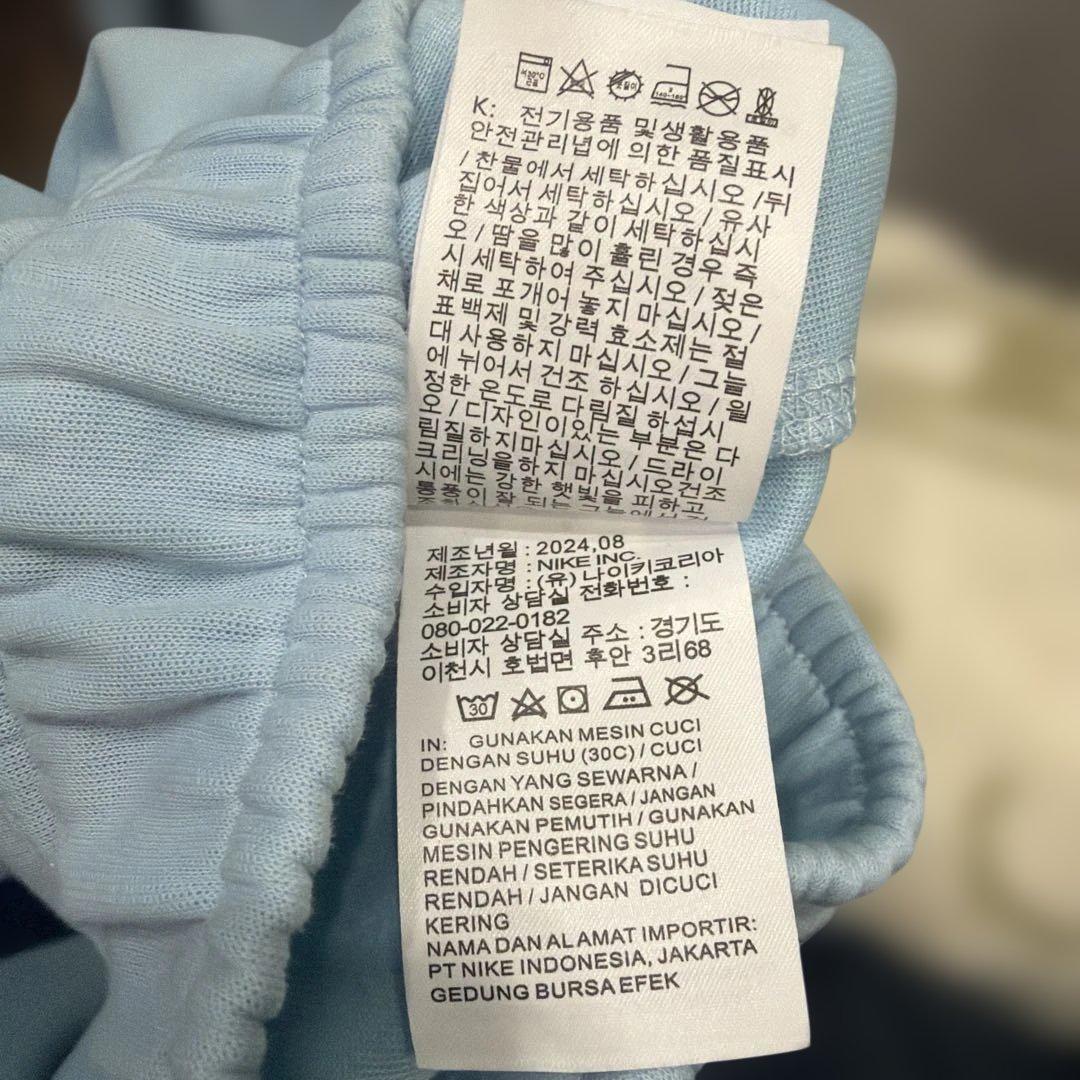 K: 전기용품 및생활용품
안전관리녑에 의한 품질표시
/찬물에서 세탁하십시오 /뒤
집어서 세탁하십시오/유사
한 색상과 같이 세탁하십시
오/땀을 많이 흘린 경우 즉
시 세탁하여 주십시오/젖은
채로 포개어 놓지 마십시오/
표백제 및 강력 효소제는 절
대 사용하지 마십시오/그늘
에 뉘어서 건조 하십시오/일
정한 온도로 다림질 하섭시
오/디자인이있는 부분은 다
림질하지마십시오/드라이
크리닝을하지 마십시오건조
시에는 강한 햇빛을 피하고
통풍이 잘 되는 그늘에서
제조년월 : 2024,08
제조자명 : NIKE INC.
수입자명 : (유) 나이키코리아
소비자 상담실 전화번호 :
080-022-0182
소비자 상담실 주소 : 경기도
이천시 호법면 후안 3리68
30
IN: GUNAKAN MESIN CUCI
DENGAN SUHU (30C) / CUCI
DENGAN YANG SEWARNA /
PINDAHKAN SEGERA / JANGAN
GUNAKAN PEMUTIH / GUNAKAN
MESIN PENGERING SUHU
RENDAH / SETERIKA SUHU
RENDAH / JANGAN DICUCI
KERING
NAMA DAN ALAMAT IMPORTIR:
PT NIKE INDONESIA, JAKARTA
GEDUNG BURSA EFEK